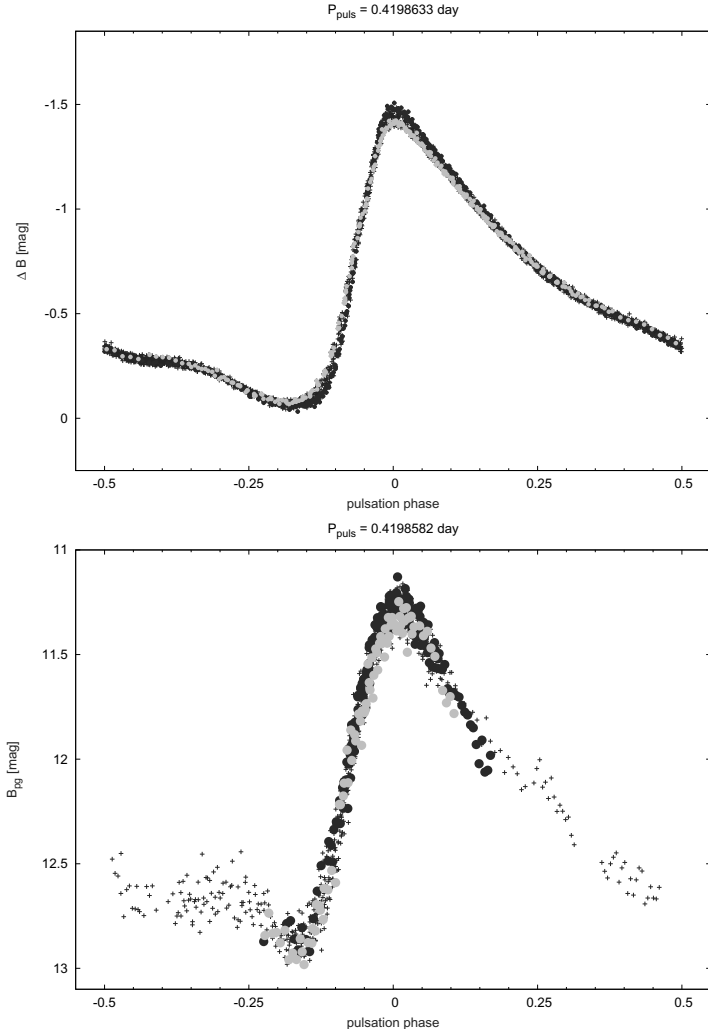 P_puls = 0.4198633 day
-1.5
-1
-0.5
0
Δ B [mag]
-0.5 -0.25 0 0.25 0.5
pulsation phase
P_puls = 0.4198582 day
11
11.5
12
12.5
13
B_pg [mag]
-0.5 -0.25 0 0.25 0.5
pulsation phase